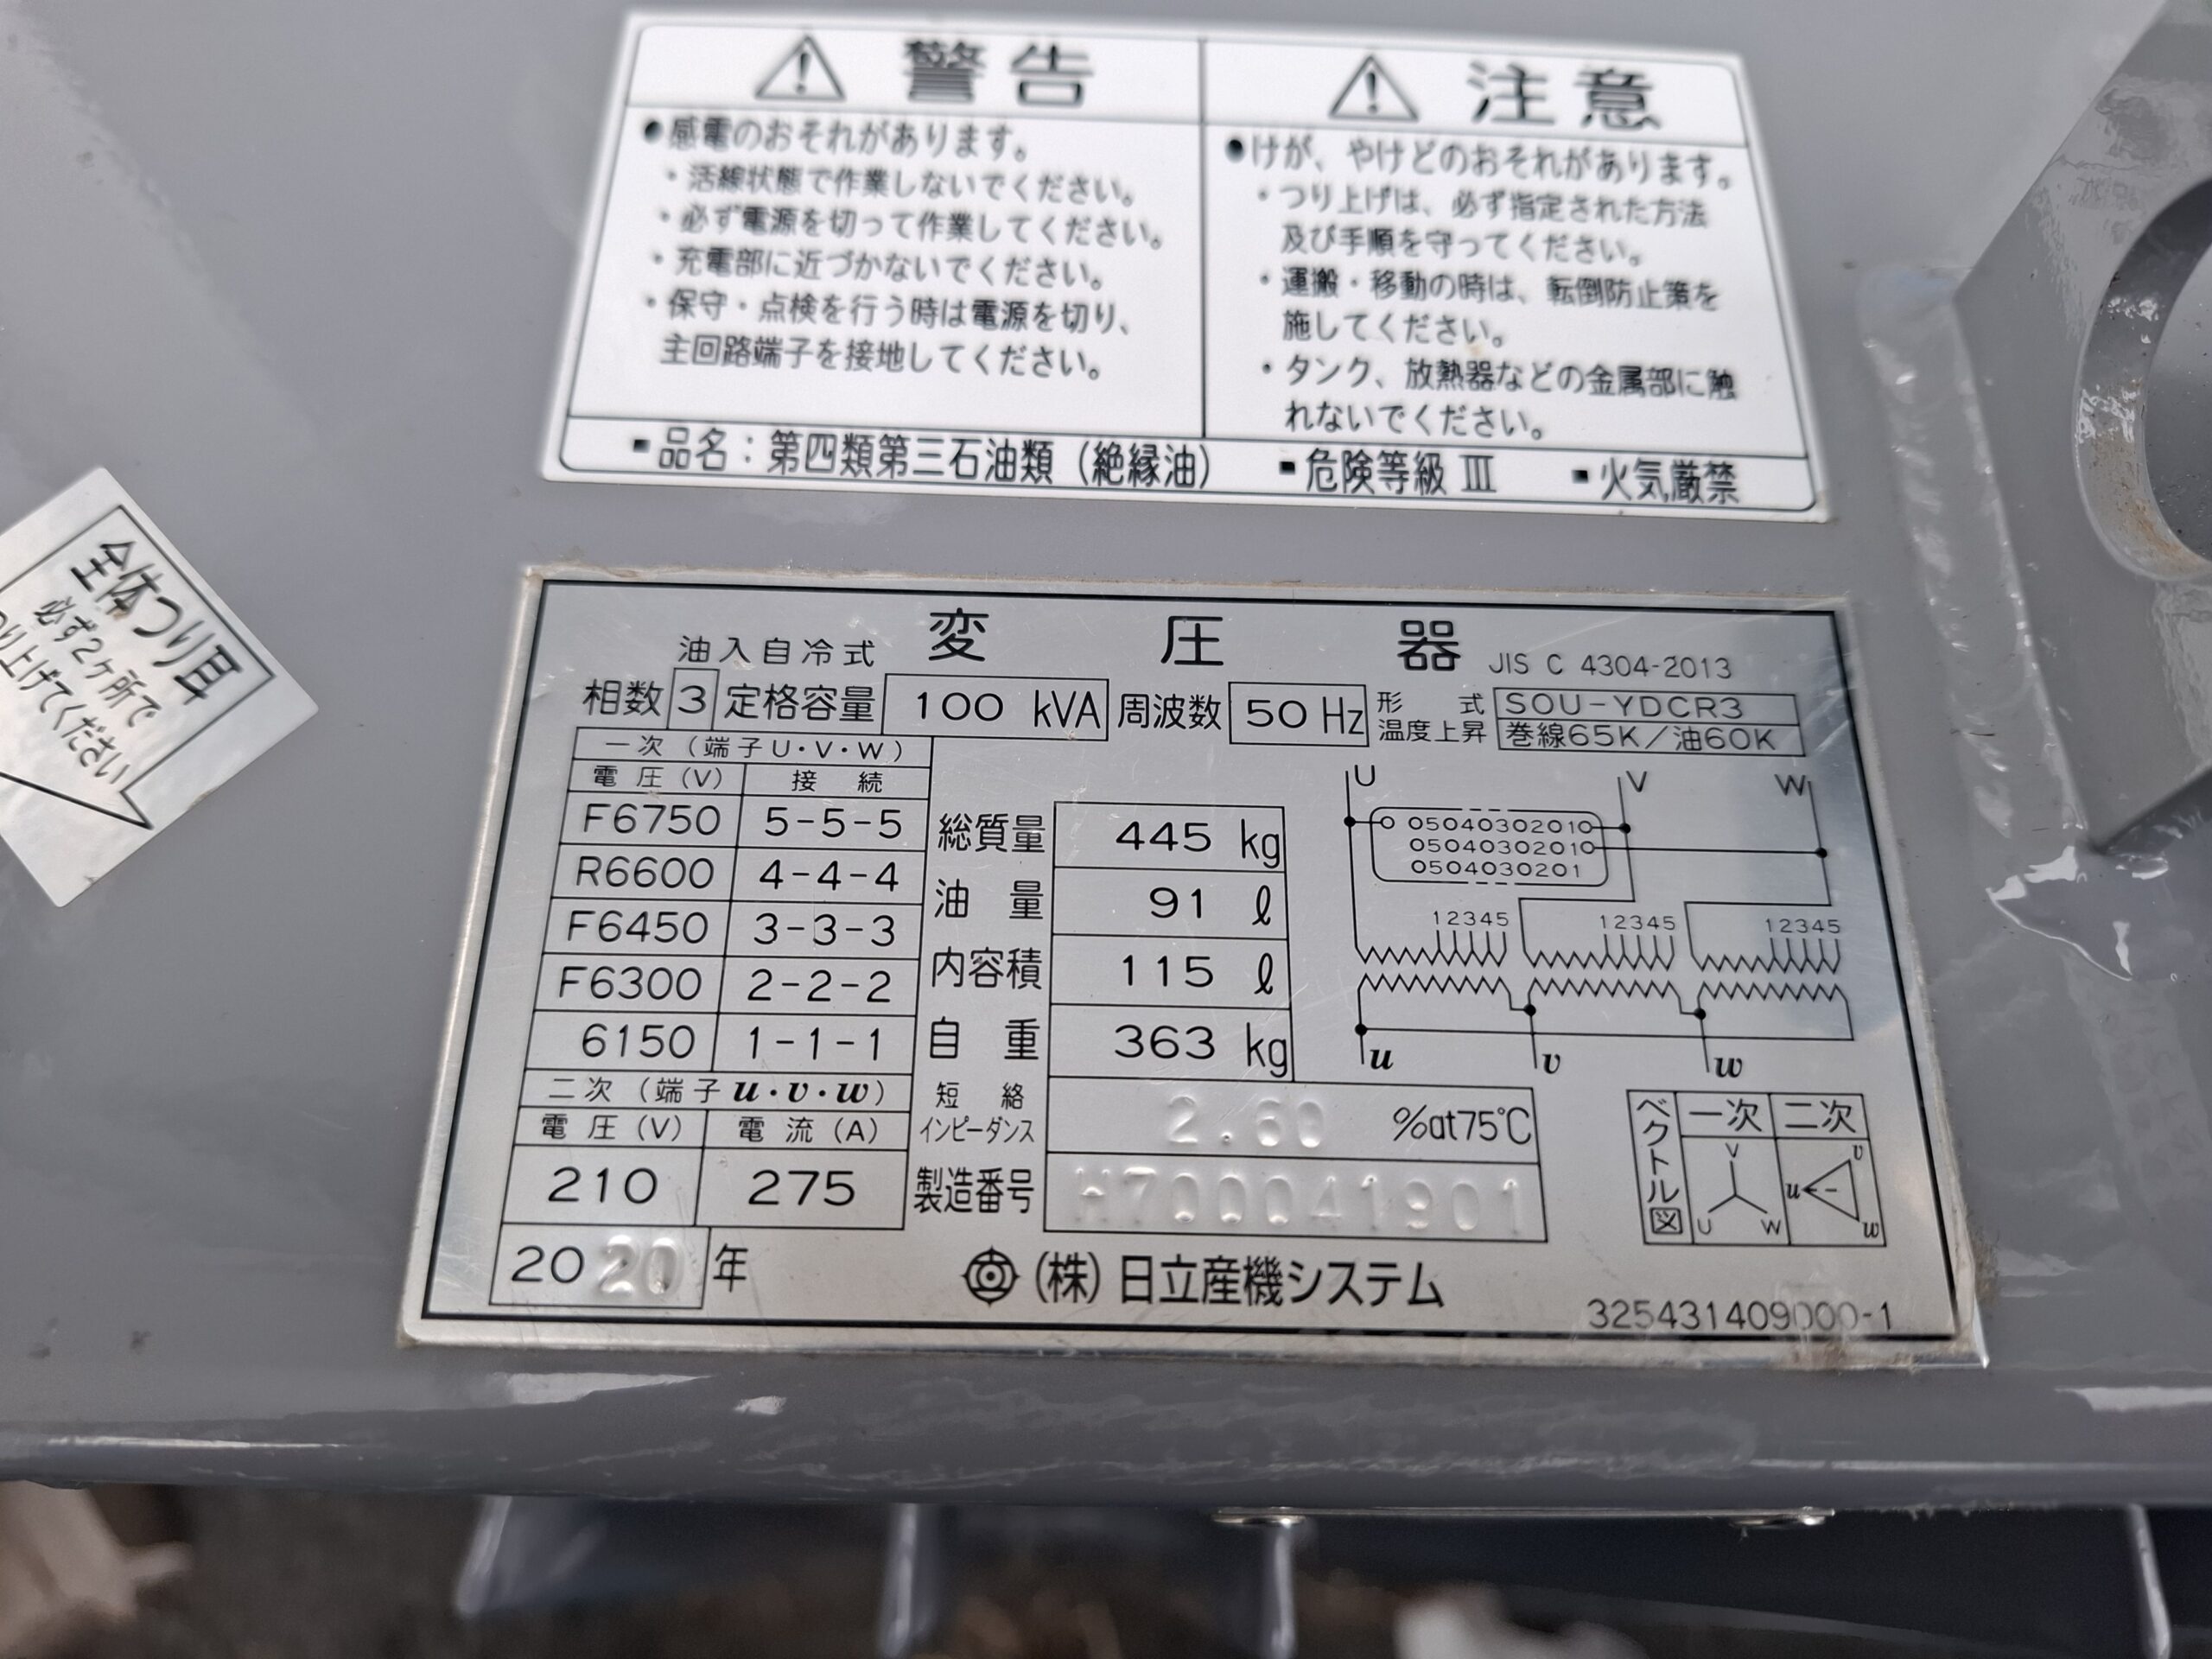 警告
●感電のおそれがあります。
・活線状態で作業しないでください。
・必ず電源を切って作業してください。
・充電部に近づかないでください。
・保守・点検を行う時は電源を切り、
主回路端子を接地してください。
注意
●けが、やけどのおそれがあります。
・つり上げは、必ず指定された方法
及び手順を守ってください。
・運搬・移動の時は、転倒防止策を
施してください。
・タンク、放熱器などの金属部に触
れないでください。
▪品名：第四類第三石油類（絶縁油） ▪危険等級 Ⅲ ▪火気厳禁
全体つり耳
必ず2ヶ所で
つり上げてください
油入自冷式 変圧器 JIS C 4304-2013
相数 3 定格容量 100 kVA 周波数 50 Hz 形式 SOU-YDCR3
温度上昇 巻線65K／油60K
一次（端子U・V・W）
電圧(V) 接続
F6750 5-5-5
R6600 4-4-4
F6450 3-3-3
F6300 2-2-2
6150 1-1-1
二次（端子u・v・w）
電圧(V) 電流(A)
210 275
2020年
総質量 445 kg
油量 91 ℓ
内容積 115 ℓ
自重 363 kg
短絡
インピーダンス 2.60 %at75℃
製造番号 H700041901
U V W
O 0504030201O
0504030201O
0504030201
12345 12345 12345
u v w
ベクトル図 一次 二次
V v
u
U W w
(株)日立産機システム
325431409000-1